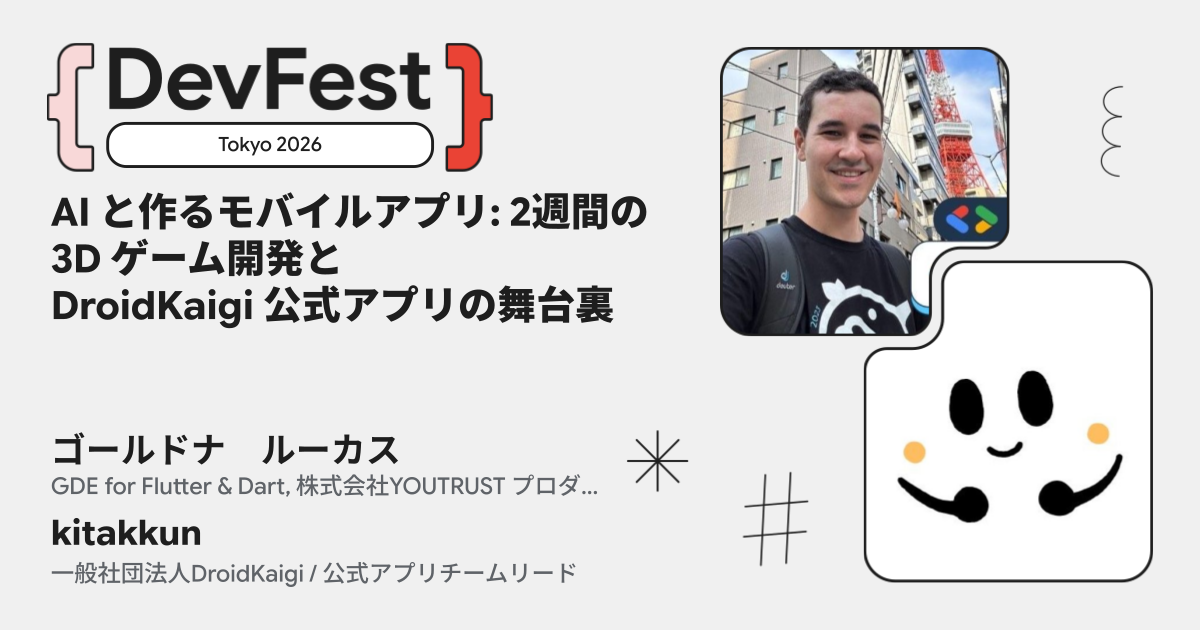 DevFest
Tokyo 2026
AI と作るモバイルアプリ: 2週間の
3D ゲーム開発と
DroidKaigi 公式アプリの舞台裏
ゴールドナ　ルーカス
GDE for Flutter & Dart, 株式会社YOUTRUST プロダ...
kitakkun
一般社団法人DroidKaigi / 公式アプリチームリード
deuter
2021